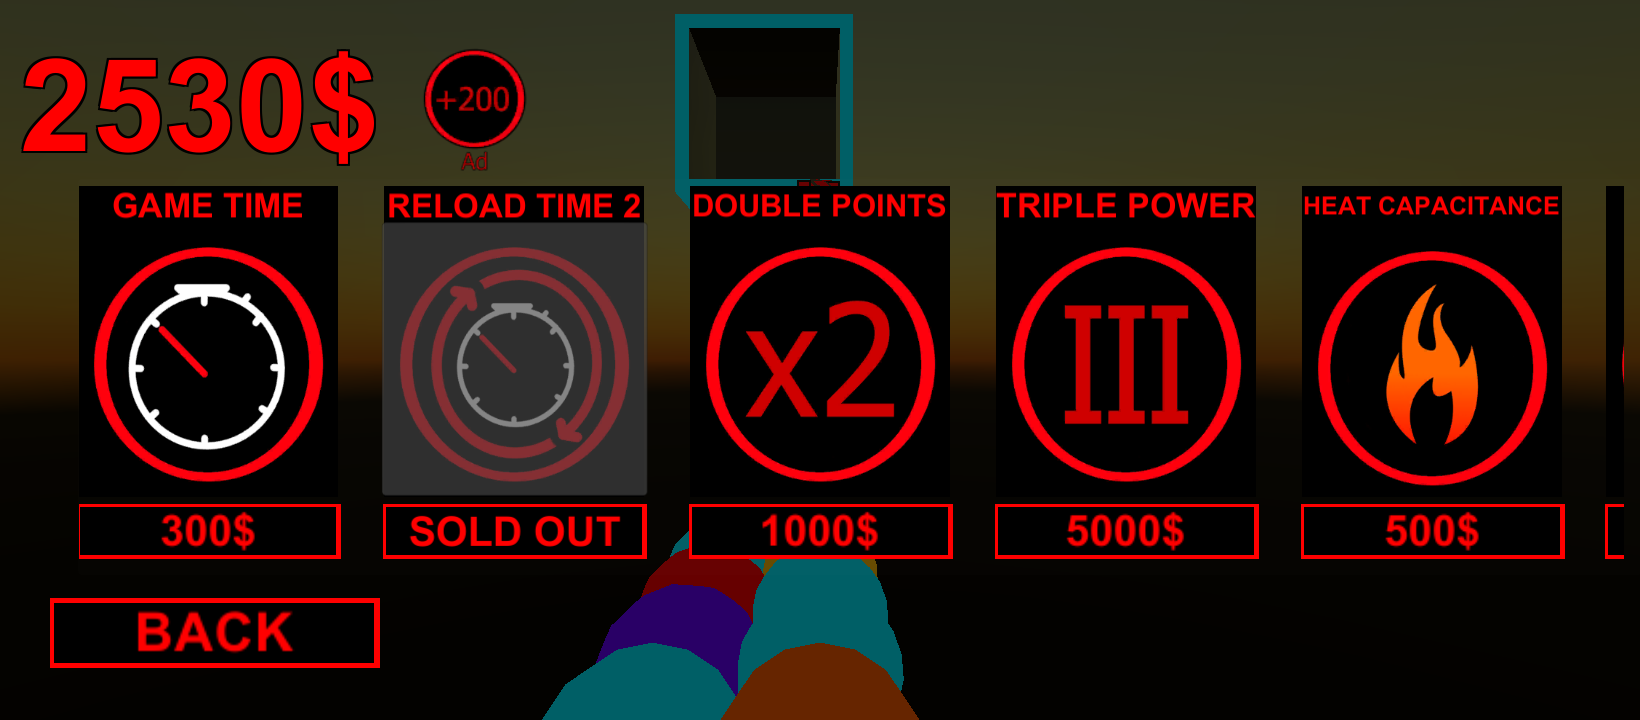 2530$
+200
Ad
GAME TIME
RELOAD TIME 2
DOUBLE POINTS
TRIPLE POWER
HEAT CAPACITANCE
x2
III
300$
SOLD OUT
1000$
5000$
500$
BACK